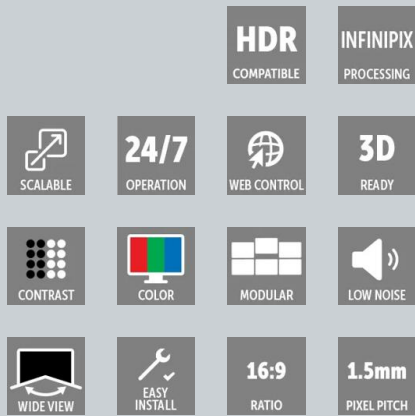 HDR
COMPATIBLE
INFINIPIX
PROCESSING
SCALABLE
24/7
OPERATION
WEB CONTROL
3D
READY
CONTRAST
COLOR
MODULAR
LOW NOISE
WIDE VIEW
EASY
INSTALL
16:9
RATIO
1.5mm
PIXEL PITCH